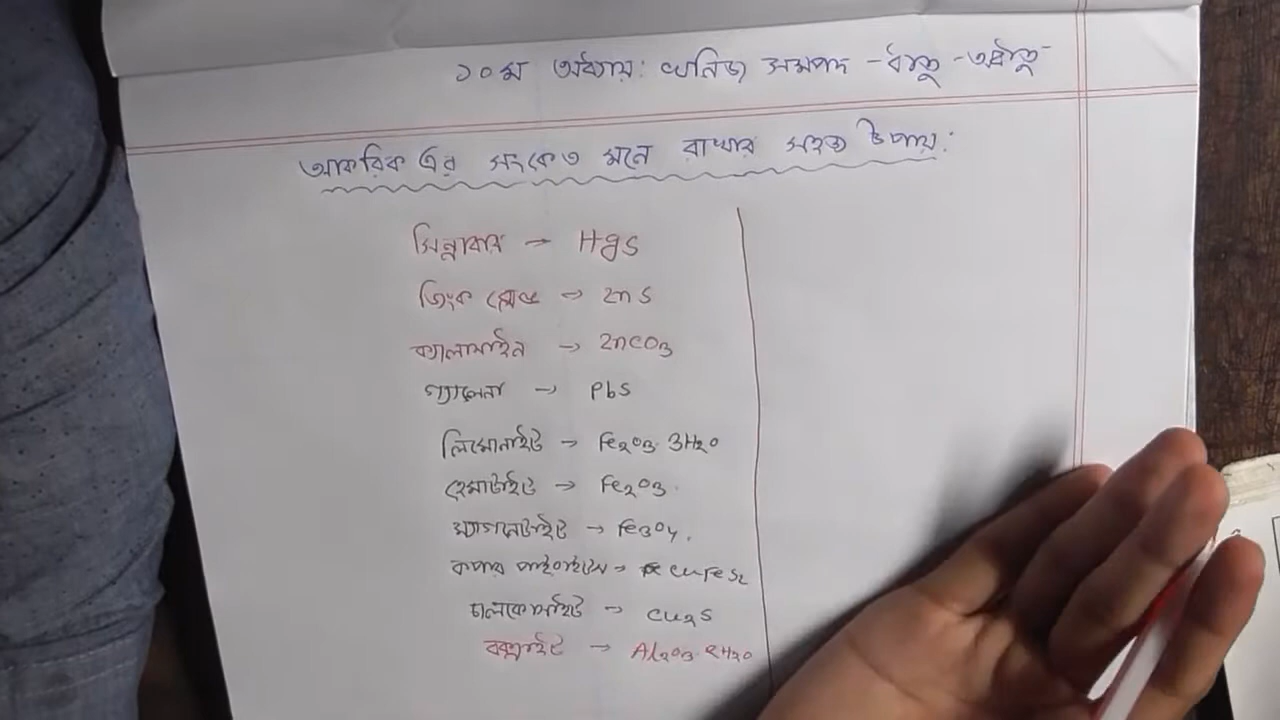 ১০ম অধ্যায়: খনিজ সম্পদ - ধাতু - অধাতু
আকরিক এর সংকেত মনে রাখার সহজ উপায়:
সিন্নাবার → HgS
জিংক ব্লেন্ড → ZnS
ক্যালামাইন → ZnCO3
গ্যালেনা → PbS
লিমোনাইট → Fe2O3. 3H2O
হেমাটাইট → Fe2O3.
ম্যাগনেটাইট → Fe3O4.
কপার পাইরাইটস → CuFeS2
চালকোসাইট → Cu2S
বক্সাইট → Al2O3. 2H2O